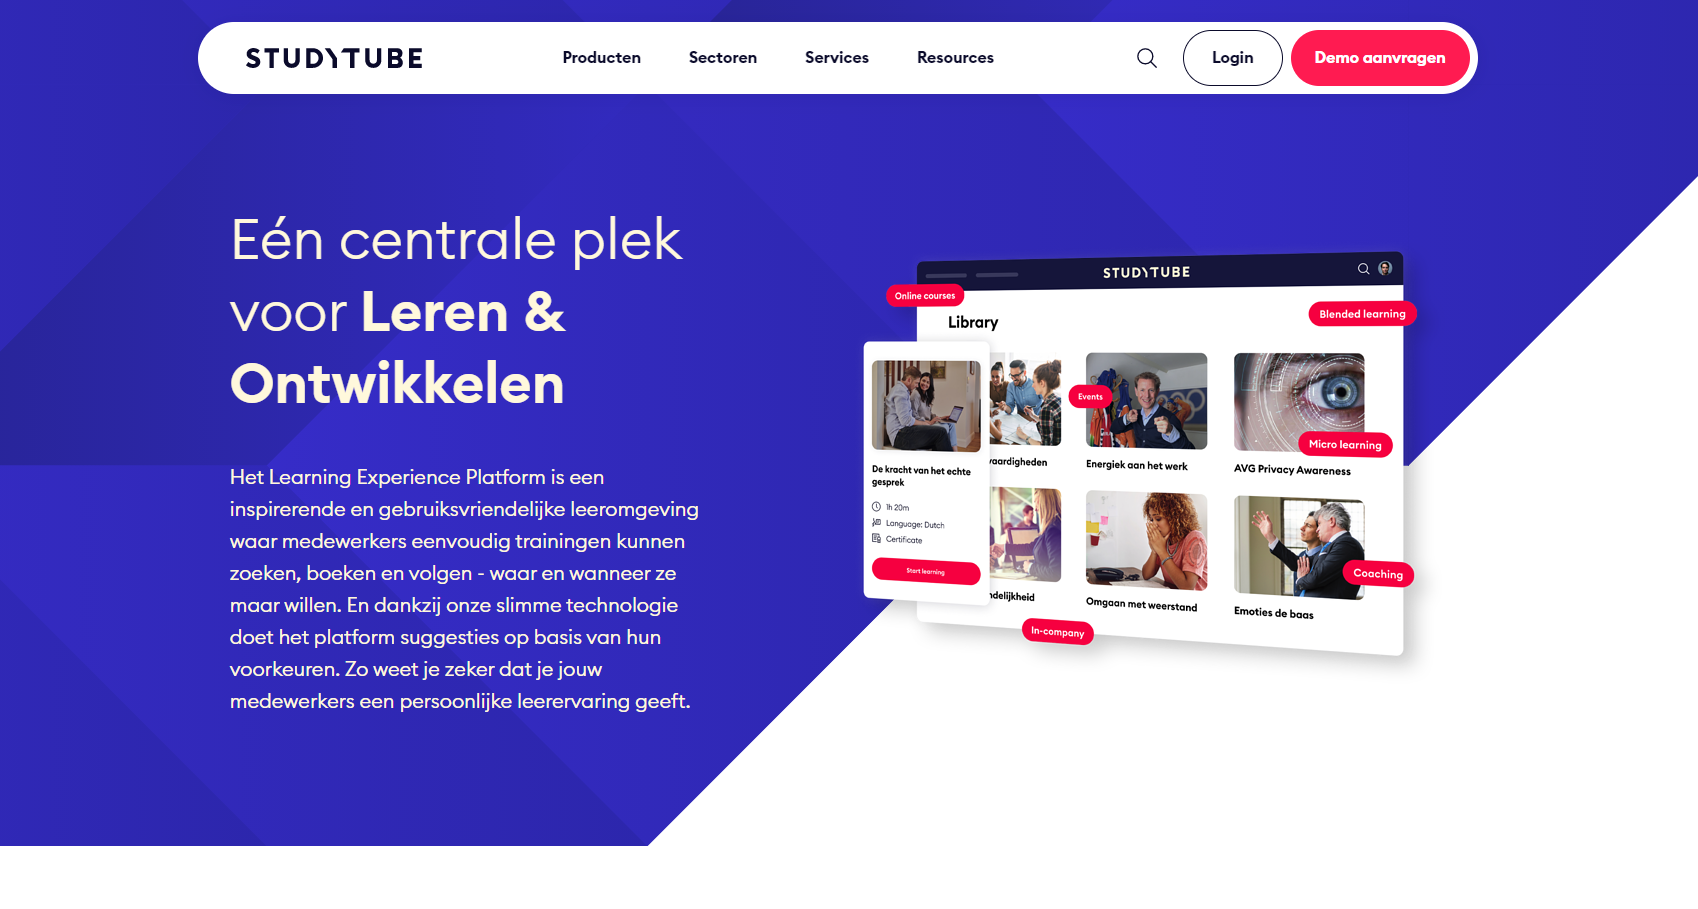 STUDYTUBE
Producten
Sectoren
Services
Resources
Login
Demo aanvragen
Eén centrale plek
voor Leren &
Ontwikkelen
Het Learning Experience Platform is een
inspirerende en gebruiksvriendelijke leeromgeving
waar medewerkers eenvoudig trainingen kunnen
zoeken, boeken en volgen - waar en wanneer ze
maar willen. En dankzij onze slimme technologie
doet het platform suggesties op basis van hun
voorkeuren. Zo weet je zeker dat je jouw
medewerkers een persoonlijke leerervaring geeft.
STUDYTUBE
Online courses
Blended learning
Library
Events
Micro learning
De kracht van het echte
gesprek
1h 20m
Language: Dutch
Certificate
Start learning
vaardigheden
Energiek aan het werk
AVG Privacy Awareness
ndelijkheid
Omgaan met weerstand
Emoties de baas
Coaching
In-company